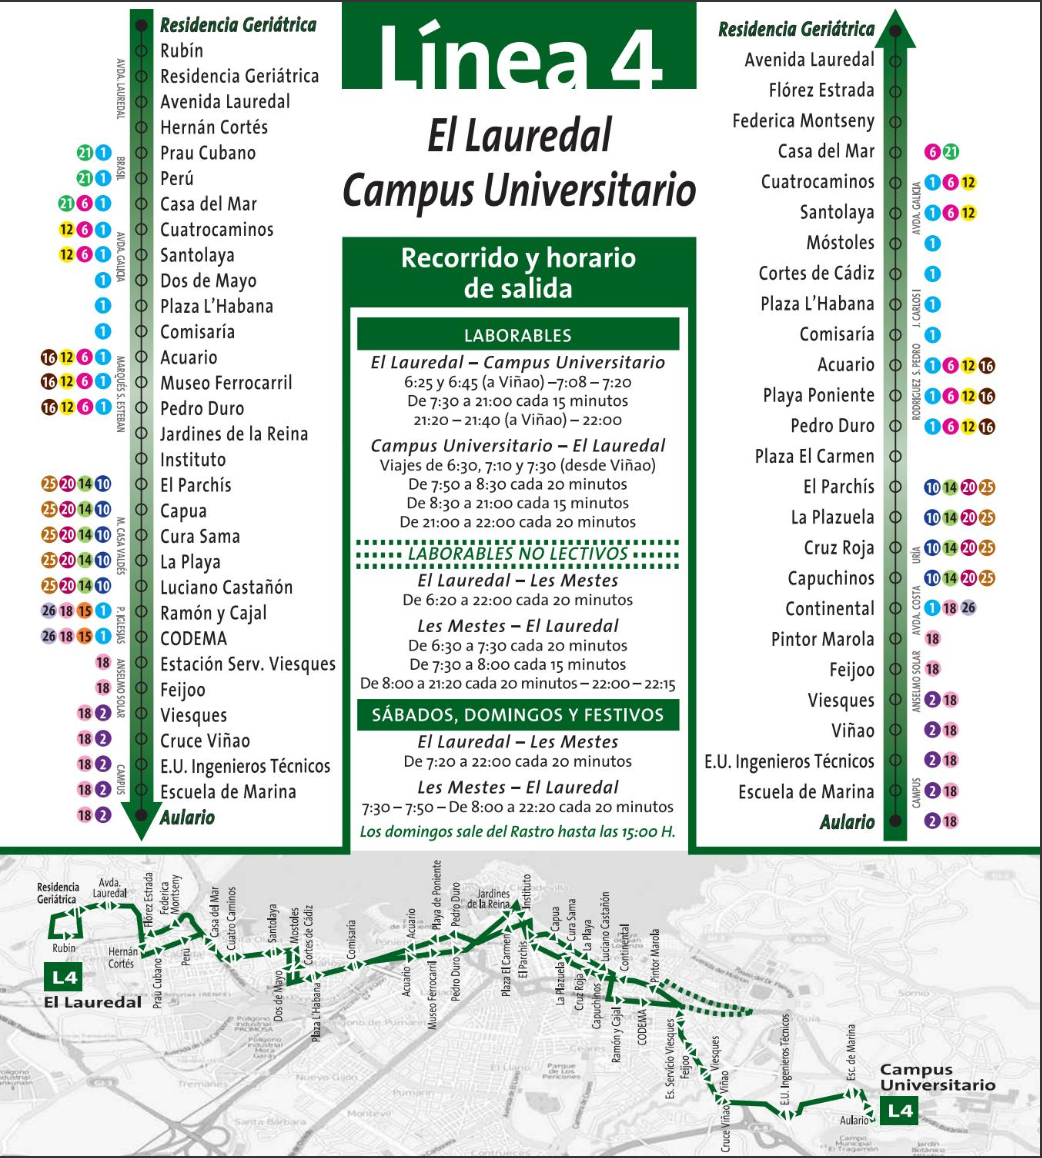 Línea 4
El Lauredal
Campus Universitario
Residencia Geriátrica
Rubín
Residencia Geriátrica
Avenida Lauredal
Hernán Cortés
21 1 Prau Cubano
21 1 Perú
21 6 1 Casa del Mar
12 6 1 Cuatrocaminos
12 6 1 Santolaya
1 Dos de Mayo
1 Plaza L'Habana
1 Comisaría
16 12 6 1 Acuario
16 12 6 1 Museo Ferrocarril
16 12 6 1 Pedro Duro
Jardines de la Reina
Instituto
25 20 14 10 El Parchís
25 20 14 10 Capua
25 20 14 10 Cura Sama
25 20 14 10 La Playa
25 20 14 10 Luciano Castañón
26 18 15 1 Ramón y Cajal
26 18 15 1 CODEMA
18 Estación Serv. Viesques
18 Feijoo
18 2 Viesques
18 2 Cruce Viñao
18 2 E.U. Ingenieros Técnicos
18 2 Escuela de Marina
18 2 Aulario
AVDA. LAUREDAL
BRASIL
AVDA. GALICIA
MARQUÉS S. ESTEBAN
M. CASA VALDÉS
P. IGLESIAS
ANSELMO SOLAR
CAMPUS
Recorrido y horario
de salida
LABORABLES
El Lauredal – Campus Universitario
6:25 y 6:45 (a Viñao) –7:08 – 7:20
De 7:30 a 21:00 cada 15 minutos
21:20 – 21:40 (a Viñao) – 22:00
Campus Universitario – El Lauredal
Viajes de 6:30, 7:10 y 7:30 (desde Viñao)
De 7:50 a 8:30 cada 20 minutos
De 8:30 a 21:00 cada 15 minutos
De 21:00 a 22:00 cada 20 minutos
LABORABLES NO LECTIVOS
El Lauredal – Les Mestes
De 6:20 a 22:00 cada 20 minutos
Les Mestes – El Lauredal
De 6:30 a 7:30 cada 20 minutos
De 7:30 a 8:00 cada 15 minutos
De 8:00 a 21:20 cada 20 minutos – 22:00 – 22:15
SÁBADOS, DOMINGOS Y FESTIVOS
El Lauredal – Les Mestes
De 7:20 a 22:00 cada 20 minutos
Les Mestes – El Lauredal
7:30 – 7:50 – De 8:00 a 22:20 cada 20 minutos
Los domingos sale del Rastro hasta las 15:00 H.
Residencia Geriátrica
Avenida Lauredal
Flórez Estrada
Federica Montseny
Casa del Mar 6 21
Cuatrocaminos 1 6 12
Santolaya 1 6 12
Móstoles 1
Cortes de Cádiz 1
Plaza L'Habana 1
Comisaría 1
Acuario 1 6 12 16
Playa Poniente 1 6 12 16
Pedro Duro 1 6 12 16
Plaza El Carmen
El Parchís 10 14 20 25
La Plazuela 10 14 20 25
Cruz Roja 10 14 20 25
Capuchinos 10 14 20 25
Continental 1 18 26
Pintor Marola 18
Feijoo 18
Viesques 2 18
Viñao 2 18
E.U. Ingenieros Técnicos 2 18
Escuela de Marina 2 18
Aulario 2 18
AVDA. GALICIA
J. CARLOS I
RODRIGUEZ S. PEDRO
URÍA
AVDA. COSTA
ANSELMO SOLAR
CAMPUS
Residencia
Geriátrica
Rubín
L4
El Lauredal
Avda.
Lauredal
Hernán
Cortés
Flórez Estrada
Federica
Montseny
Prau Cubano
Perú
Casa del Mar
Cuatro Caminos
Santolaya
Dos de Mayo
Mostoles
Cortes de Cádiz
Plaza L'Habana
Comisaría
Acuario
Acuario
Playa de Poniente
Museo Ferrocarril
Pedro Duro
Pedro Duro
Jardines
de la Reina
Instituto
Plaza El Carmen
El Parchís
Capua
Cura Sama
La Playa
Luciano Castañón
La Plazuela
Cruz Roja
Capuchinos
Continental
Ramón y Cajal
CODEMA
Pintor Marola
Es. Servicio Viesques
Feijoo
Viesques
Viñao
Cruce Viñao
E.U. Ingenieros Técnicos
Esc. de Marina
Aulario
Campus
Universitario
L4
Tremañes
Nuevo Gijón
Santa Bárbara
Montevil
Pumarín
El Llano
Parque
de Los
Pericones
Contrueces
Polígono
Industrial
Mora
Garay